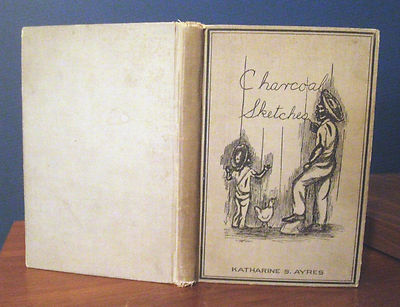 Charcoal
Sketches
KATHARINE S. AYRES